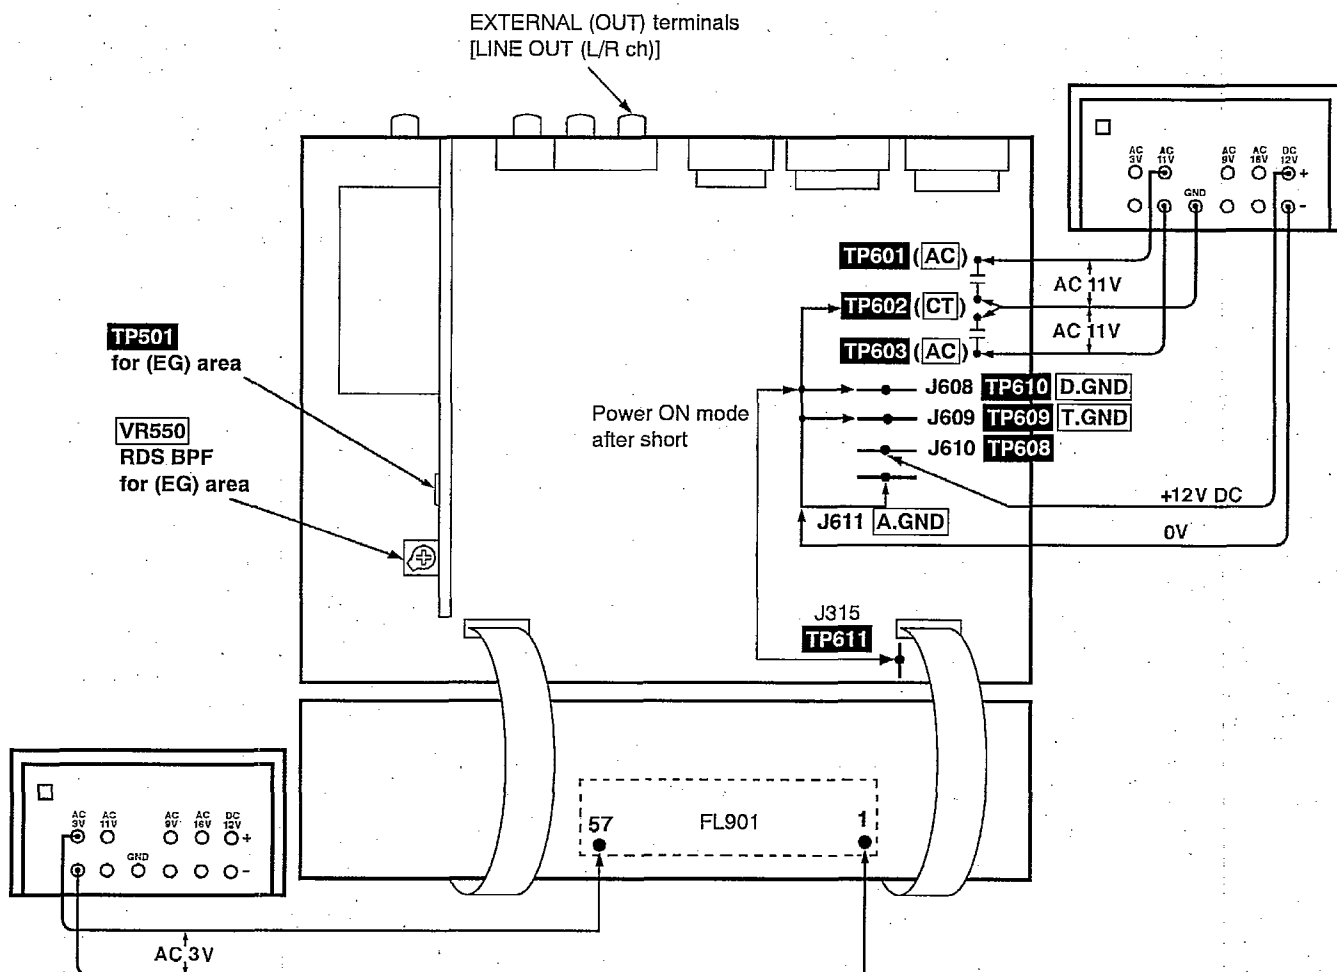 EXTERNAL (OUT) terminals
[LINE OUT (L/R ch)]
AC 3V AC 11V AC 9V AC 16V DC 12V
+
GND
-
TP601 (AC)
AC 11V
TP602 (CT)
AC 11V
TP603 (AC)
TP501
for (EG) area
J608 TP610 D.GND
Power ON mode
after short
J609 TP609 T.GND
VR550
RDS BPF
for (EG) area
J610 TP608
+12V DC
J611 A.GND
0V
J315
TP611
AC 3V AC 11V AC 9V AC 16V DC 12V
+
GND
-
57 FL901 1
AC 3V